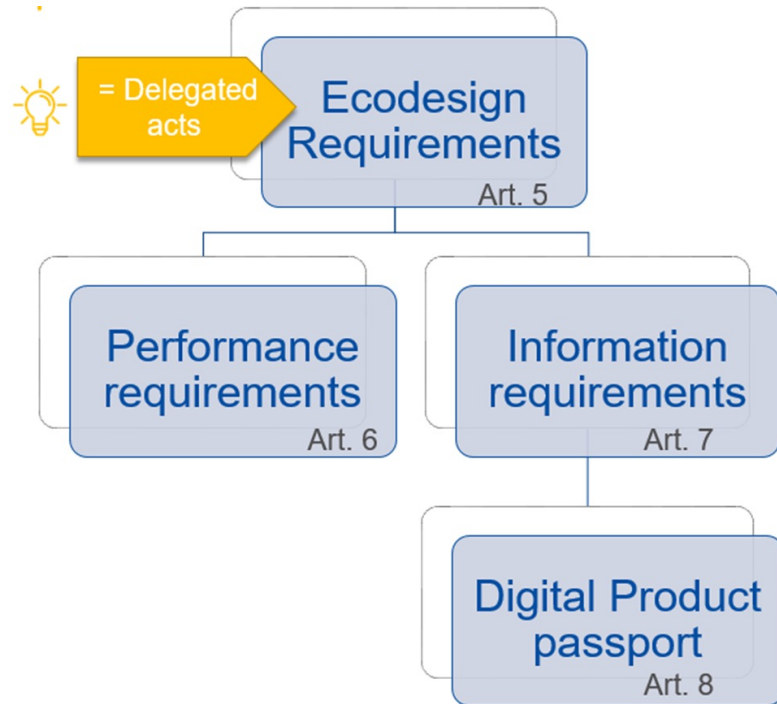 = Delegated
acts
Ecodesign
Requirements
Art. 5
Performance
requirements
Art. 6
Information
requirements
Art. 7
Digital Product
passport
Art. 8